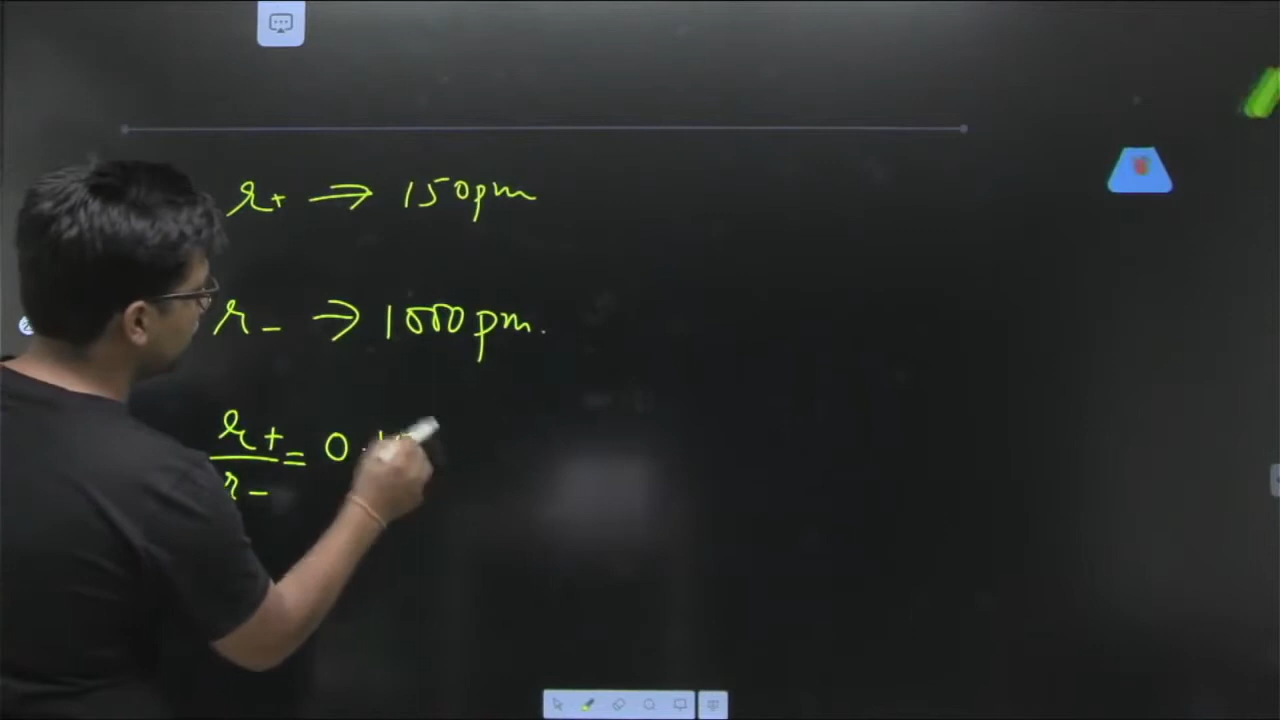 r+ → 150pm
r- → 1000pm.
r+/r- = 0.